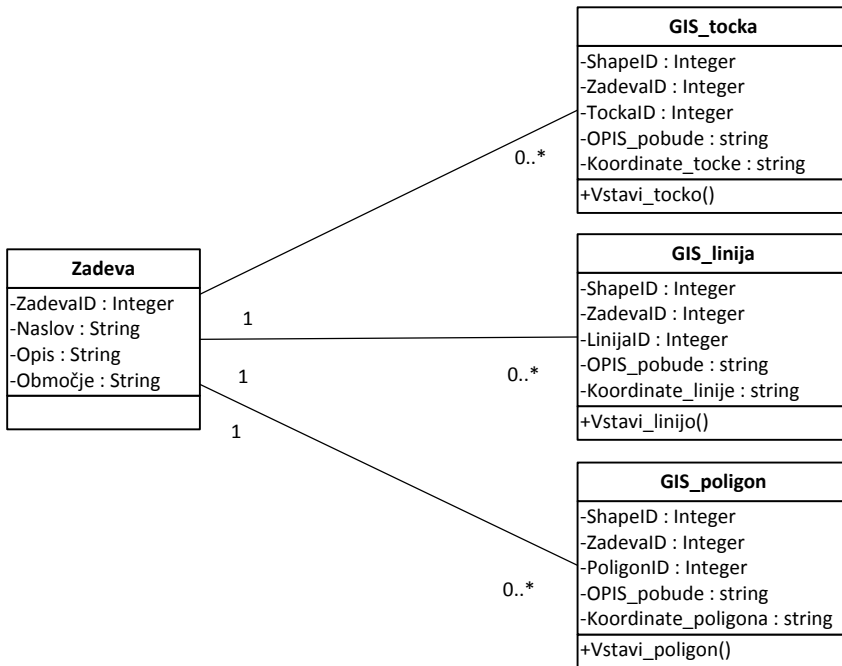 GIS_tocka
-ShapeID : Integer
-ZadevaID : Integer
-TockaID : Integer
-OPIS_pobude : string
-Koordinate_tocke : string
+Vstavi_tocko()
0..*
Zadeva
-ZadevaID : Integer
-Naslov : String
-Opis : String
-Območje : String
1
1
1
GIS_linija
-ShapeID : Integer
-ZadevaID : Integer
-LinijaID : Integer
-OPIS_pobude : string
-Koordinate_linije : string
+Vstavi_linijo()
0..*
GIS_poligon
-ShapeID : Integer
-ZadevaID : Integer
-PoligonID : Integer
-OPIS_pobude : string
-Koordinate_poligona : string
+Vstavi_poligon()
0..*